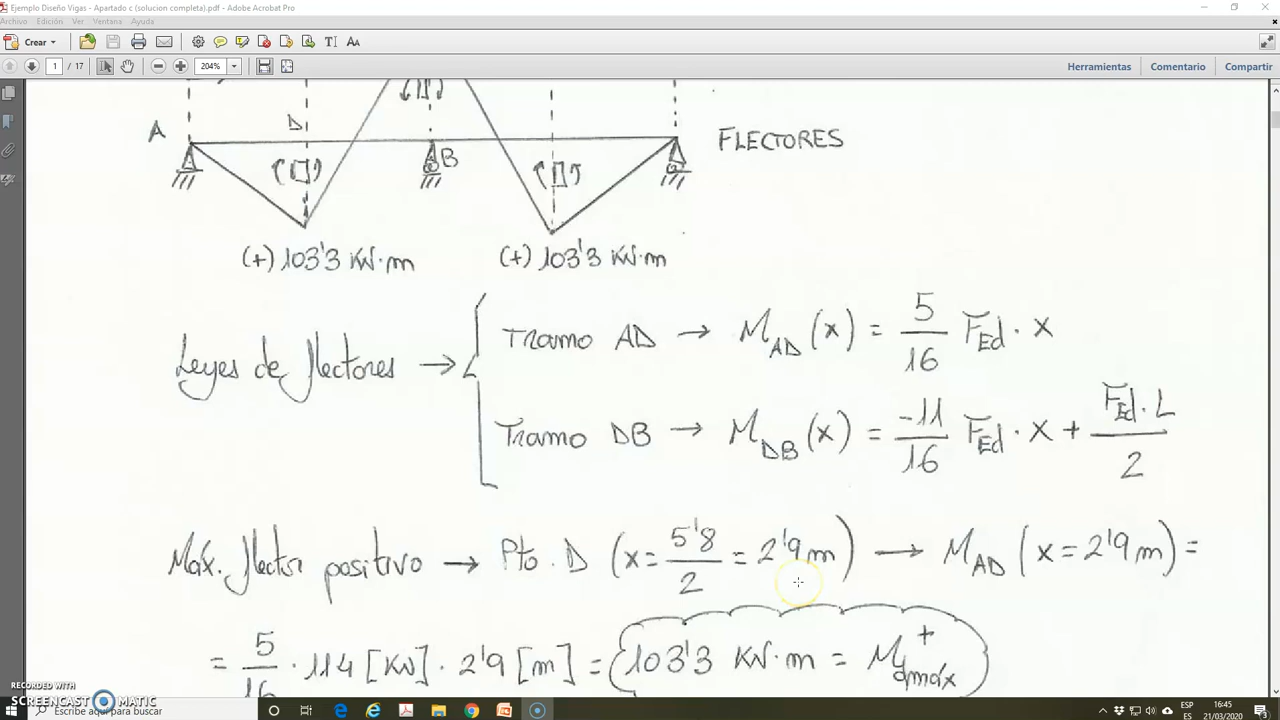 Ejemplo Diseño Vigas - Apartado c (solucion completa).pdf - Adobe Acrobat Pro
Archivo Edición Ver Ventana Ayuda
Crear
1 / 17 204% Herramientas Comentario Compartir
A D B FLECTORES
(+) 103'3 KN·m (+) 103'3 KN·m
Leyes de flectores → Tramo AD → M_AD (x) = 5/16 F_Ed · x
Tramo DB → M_DB (x) = -11/16 F_Ed · x + F_Ed · L / 2
Máx. flector positivo → Pto. D (x = 5'8/2 = 2'9 m) → M_AD (x = 2'9 m) =
= 5/16 · 114 [KN] · 2'9 [m] = 103'3 KN·m = M+ d,máx
RECORDED WITH
SCREENCAST MATIC
Escribe aquí para buscar
ESP 16:45
ES 21/03/2020